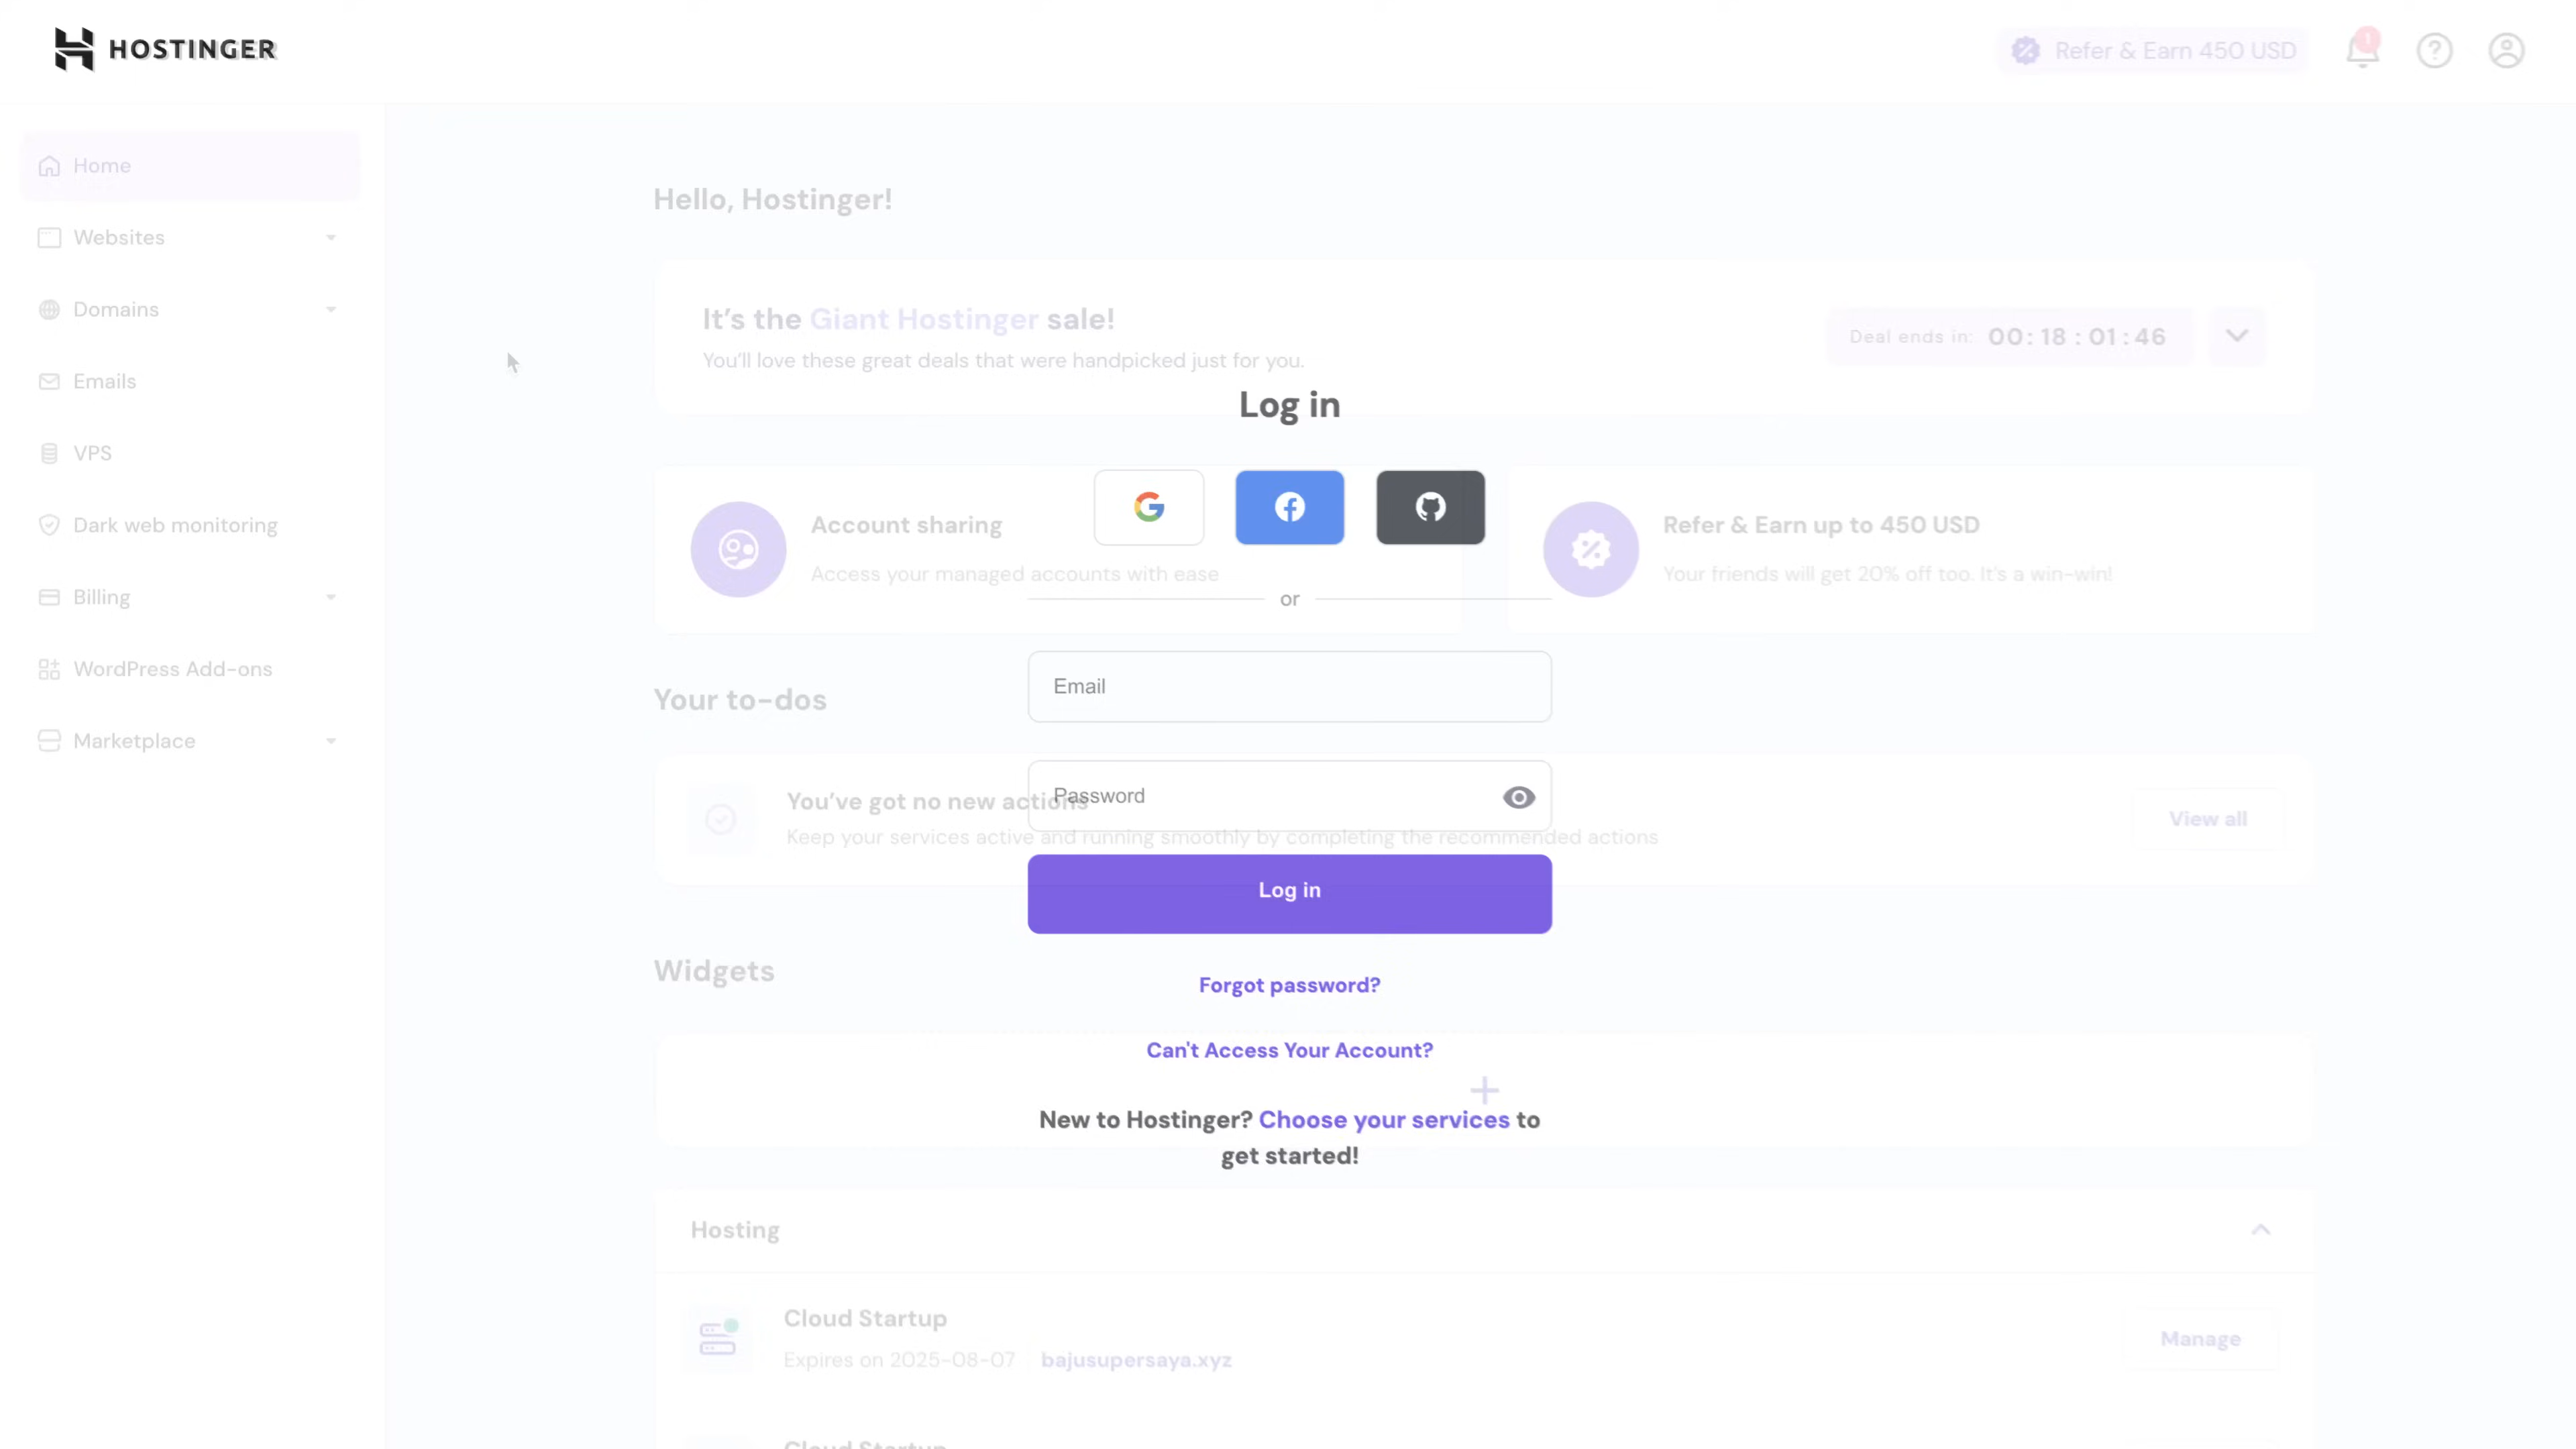 HOSTINGER
Refer & Earn 450 USD
1
Home
Websites
Domains
Emails
VPS
Dark web monitoring
Billing
WordPress Add-ons
Marketplace
Hello, Hostinger!
It's the Giant Hostinger sale!
You'll love these great deals that were handpicked just for you.
Deal ends in: 00 : 18 : 01 : 46
Log in
Account sharing
Access your managed accounts with ease
Refer & Earn up to 450 USD
Your friends will get 20% off too. It's a win-win!
or
Email
Your to-dos
Password
You've got no new actions
Keep your services active and running smoothly by completing the recommended actions
View all
Log in
Widgets
Forgot password?
Can't Access Your Account?
New to Hostinger? Choose your services to
get started!
Hosting
Cloud Startup
Expires on 2025-08-07
bajusupersaya.xyz
Manage
Cloud Startup